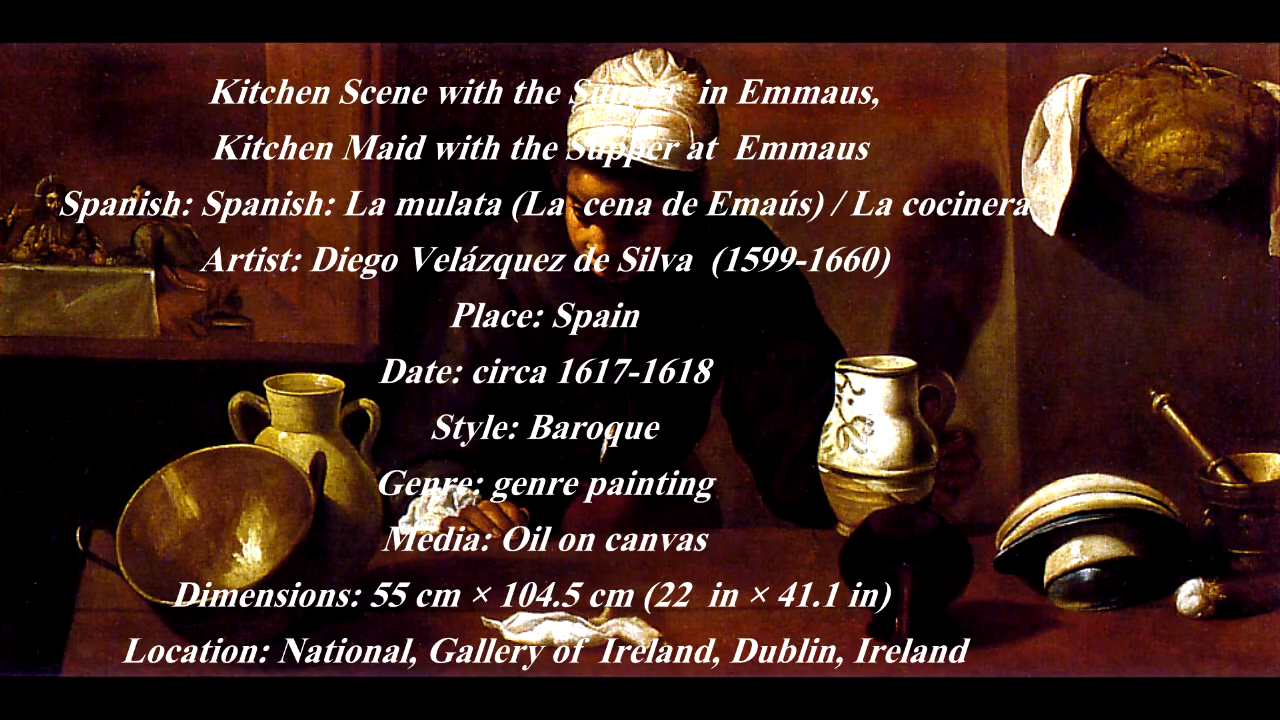 Kitchen Scene with the Supper in Emmaus,
Kitchen Maid with the Supper at Emmaus
Spanish: Spanish: La mulata (La cena de Emaús) / La cocinera
Artist: Diego Velázquez de Silva (1599-1660)
Place: Spain
Date: circa 1617-1618
Style: Baroque
Genre: genre painting
Media: Oil on canvas
Dimensions: 55 cm × 104.5 cm (22 in × 41.1 in)
Location: National, Gallery of Ireland, Dublin, Ireland